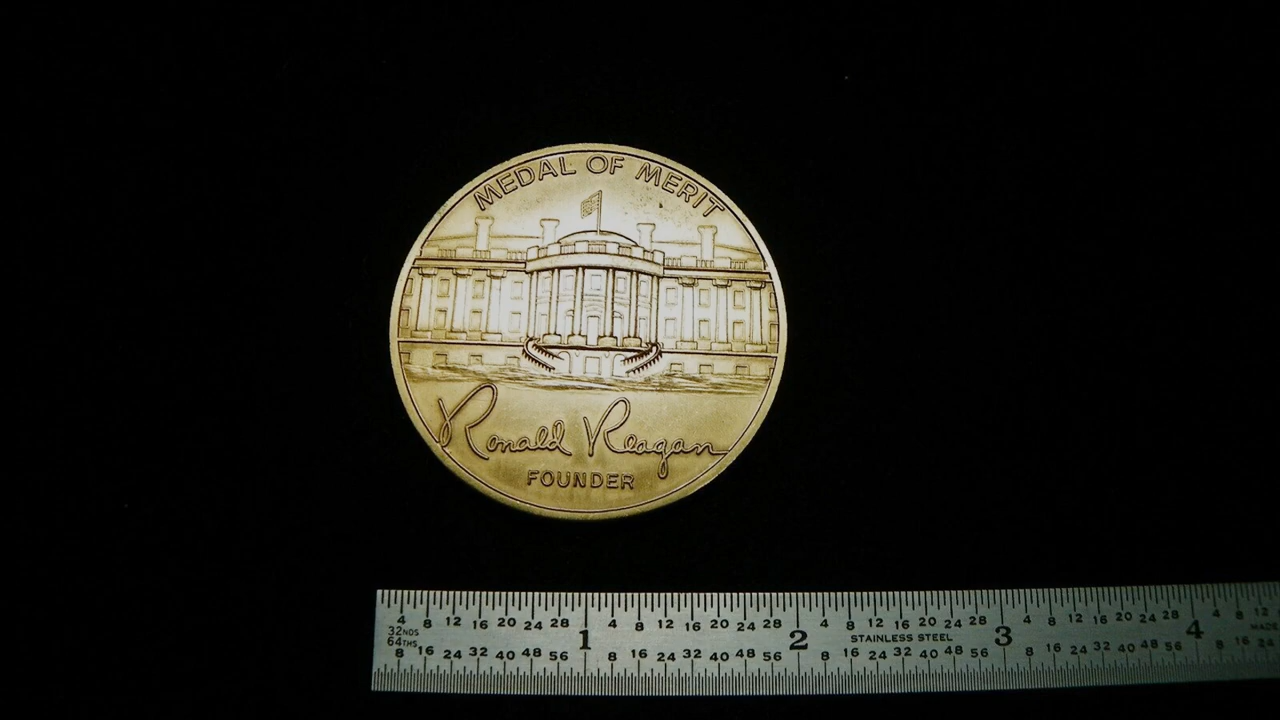 MEDAL OF MERIT
Ronald Reagan
FOUNDER
4 8 12 16 20 24 28 4 8 12 16 20 24 28 4 8 12 16 20 24 28 4 8 12 16 20 24 28 4 8 12
32NDS 1 2 STAINLESS STEEL 3 4 MADE
64THS
8 16 24 32 40 48 56 8 16 24 32 40 48 56 8 16 24 32 40 48 56 8 16 24 32 40 48 56 8 16 24